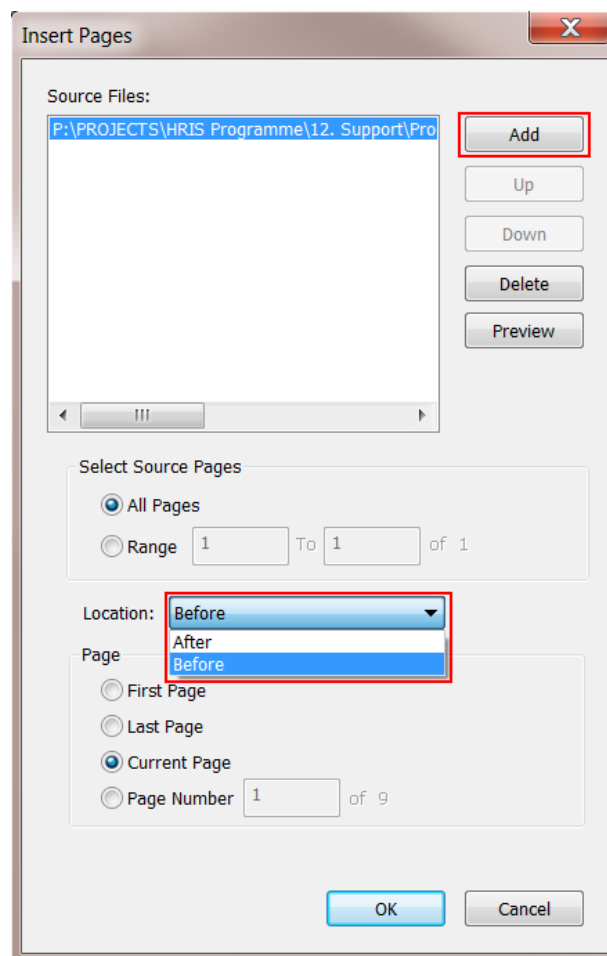 Insert Pages
X
Source Files:
P:\PROJECTS\HRIS Programme\12. Support\Pro
Add
Up
Down
Delete
Preview
Select Source Pages
All Pages
Range 1 To 1 of 1
Location: Before
After
Before
Page
First Page
Last Page
Current Page
Page Number 1 of 9
OK Cancel